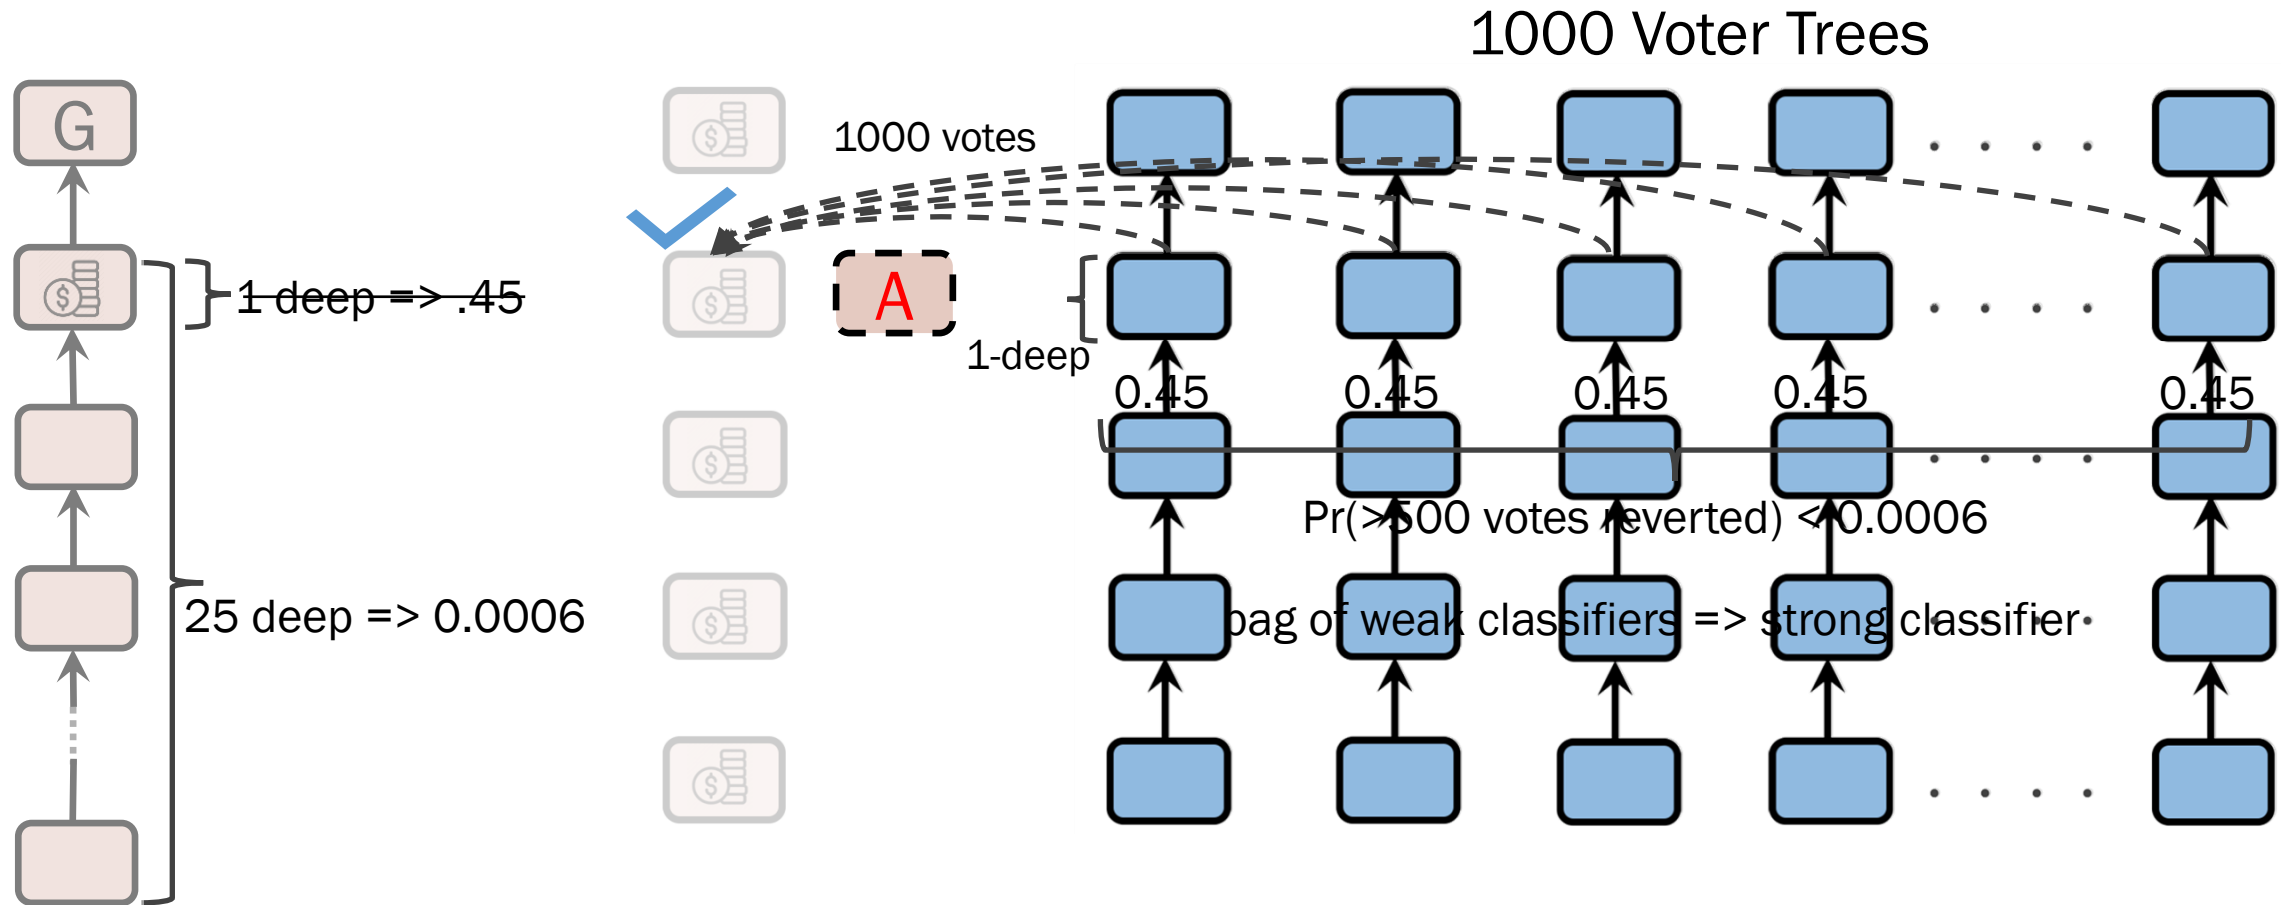 1000 Voter Trees
G
1000 votes
$
$
1 deep => .45
$
A
1-deep
0.45 0.45 0.45 0.45 0.45
$
Pr(>500 votes reverted) < 0.0006
25 deep => 0.0006
$
bag of weak classifiers => strong classifier
$